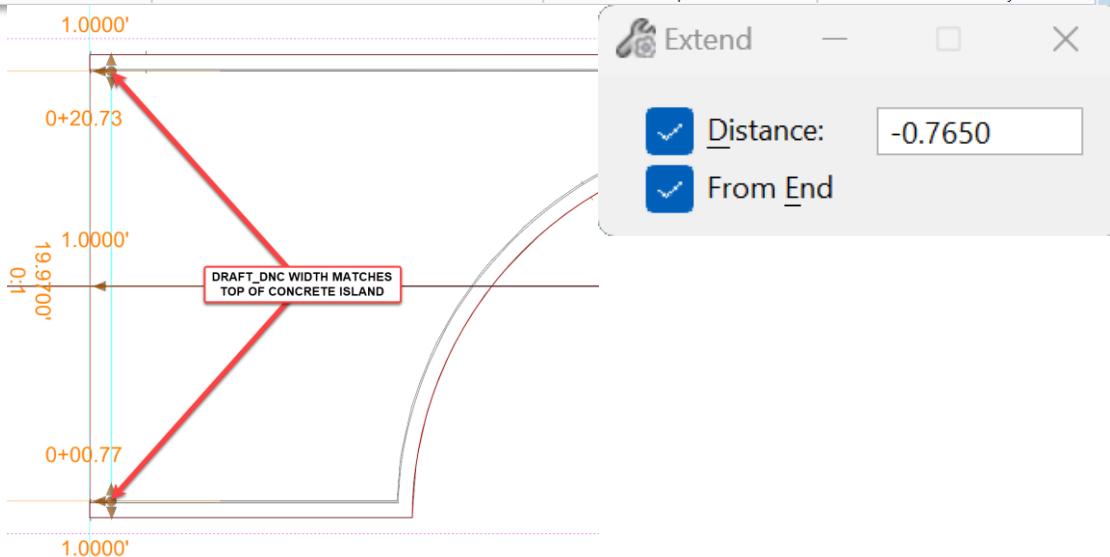 1.0000'
0+20.73
1.0000'
19.9700'
0:1
DRAFT_DNC WIDTH MATCHES
TOP OF CONCRETE ISLAND
0+00.77
1.0000'
Extend
Distance:
-0.7650
From End